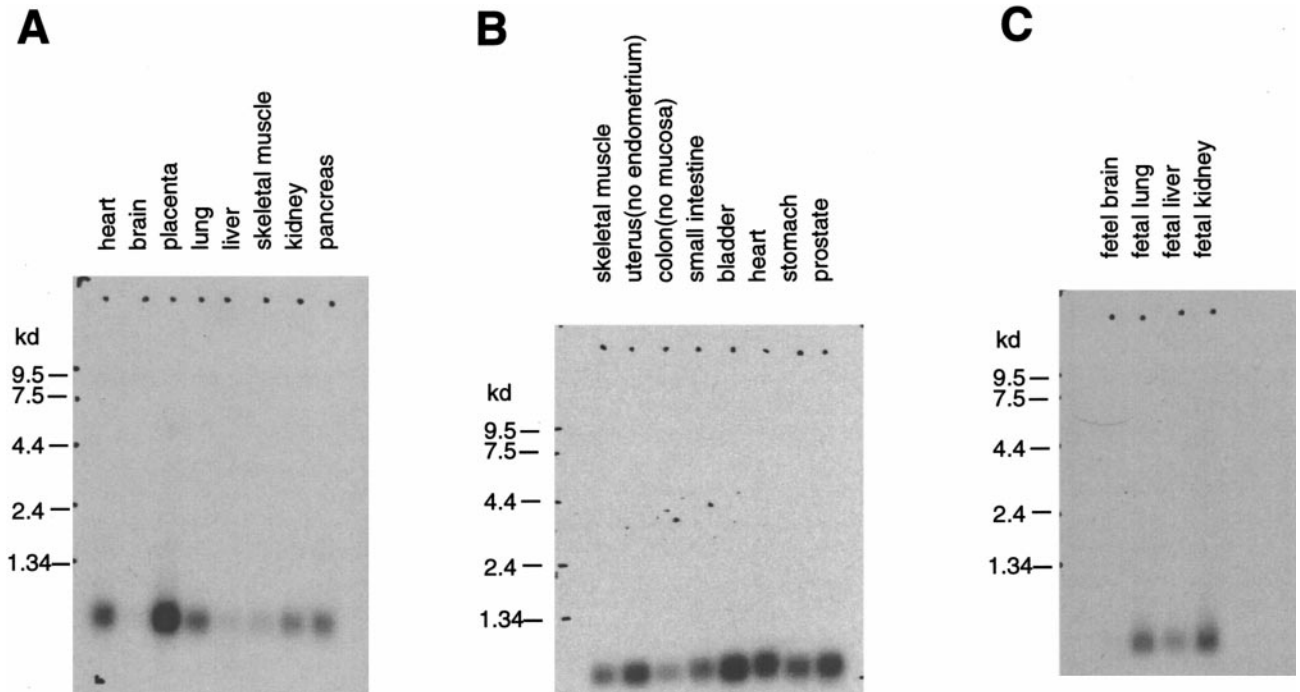 A
heart
brain
placenta
lung
liver
skeletal muscle
kidney
pancreas
kd
9.5
7.5
4.4
2.4
1.34
B
skeletal muscle
uterus(no endometrium)
colon(no mucosa)
small intestine
bladder
heart
stomach
prostate
kd
9.5
7.5
4.4
2.4
1.34
C
fetel brain
fetal lung
fetal liver
fetal kidney
kd
9.5
7.5
4.4
2.4
1.34